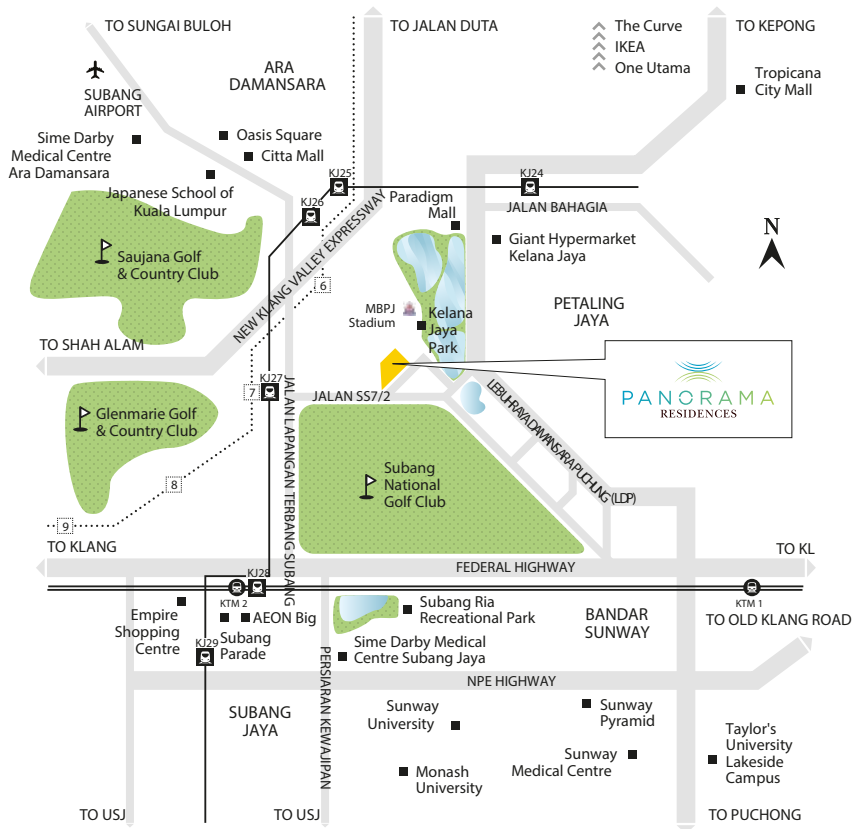 TO SUNGAI BULOH
TO JALAN DUTA
The Curve
IKEA
One Utama
TO KEPONG
ARA
DAMANSARA
SUBANG
AIRPORT
Tropicana
City Mall
Sime Darby
Medical Centre
Ara Damansara
Oasis Square
Citta Mall
Japanese School of
Kuala Lumpur
KJ25
KJ24
KJ26
Paradigm
Mall
JALAN BAHAGIA
Giant Hypermarket
Kelana Jaya
N
Saujana Golf
& Country Club
NEW KLANG VALLEY EXPRESSWAY
6
MBPJ
Stadium
Kelana
Jaya
Park
PETALING
JAYA
TO SHAH ALAM
PANORAMA
RESIDENCES
KJ27
7
JALAN SS7/2
JALAN LAPANGAN TERBANG SUBANG
LEBUHRAYA DAMANSARA PUCHUNG (LDP)
Glenmarie Golf
& Country Club
Subang
National
Golf Club
8
9
TO KLANG
FEDERAL HIGHWAY
TO KL
KJ28
KTM 2
KTM 1
Empire
Shopping
Centre
AEON Big
Subang
Parade
KJ29
Subang Ria
Recreational Park
BANDAR
SUNWAY
TO OLD KLANG ROAD
Sime Darby Medical
Centre Subang Jaya
PERSIARAN KEWAJIPAN
NPE HIGHWAY
SUBANG
JAYA
Sunway
University
Sunway
Pyramid
Monash
University
Sunway
Medical Centre
Taylor's
University
Lakeside
Campus
TO USJ
TO USJ
TO PUCHONG